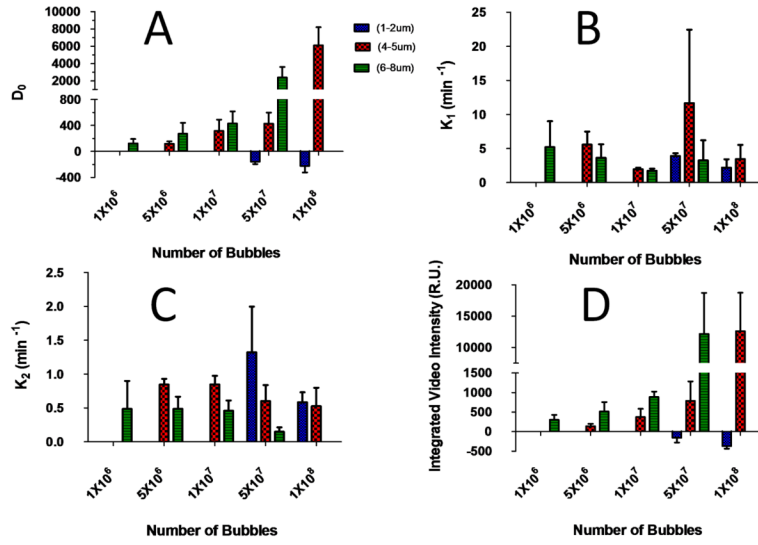 A
10000
8000
6000
4000
2000
800
400
0
-400
D₀
1X10⁶
5X10⁶
1X10⁷
5X10⁷
1X10⁸
Number of Bubbles
(1-2um)
(4-5um)
(6-8um)
B
25
20
15
10
5
0
K₁ (min ⁻¹)
1X10⁶
5X10⁶
1X10⁷
5X10⁷
1X10⁸
Number of Bubbles
C
2.5
2.0
1.5
1.0
0.5
0.0
K₂ (min ⁻¹)
1X10⁶
5X10⁶
1X10⁷
5X10⁷
1X10⁸
Number of Bubbles
D
20000
15000
10000
1500
1000
500
0
-500
Integrated Video Intensity (R.U.)
1X10⁶
5X10⁶
1X10⁷
5X10⁷
1X10⁸
Number of Bubbles